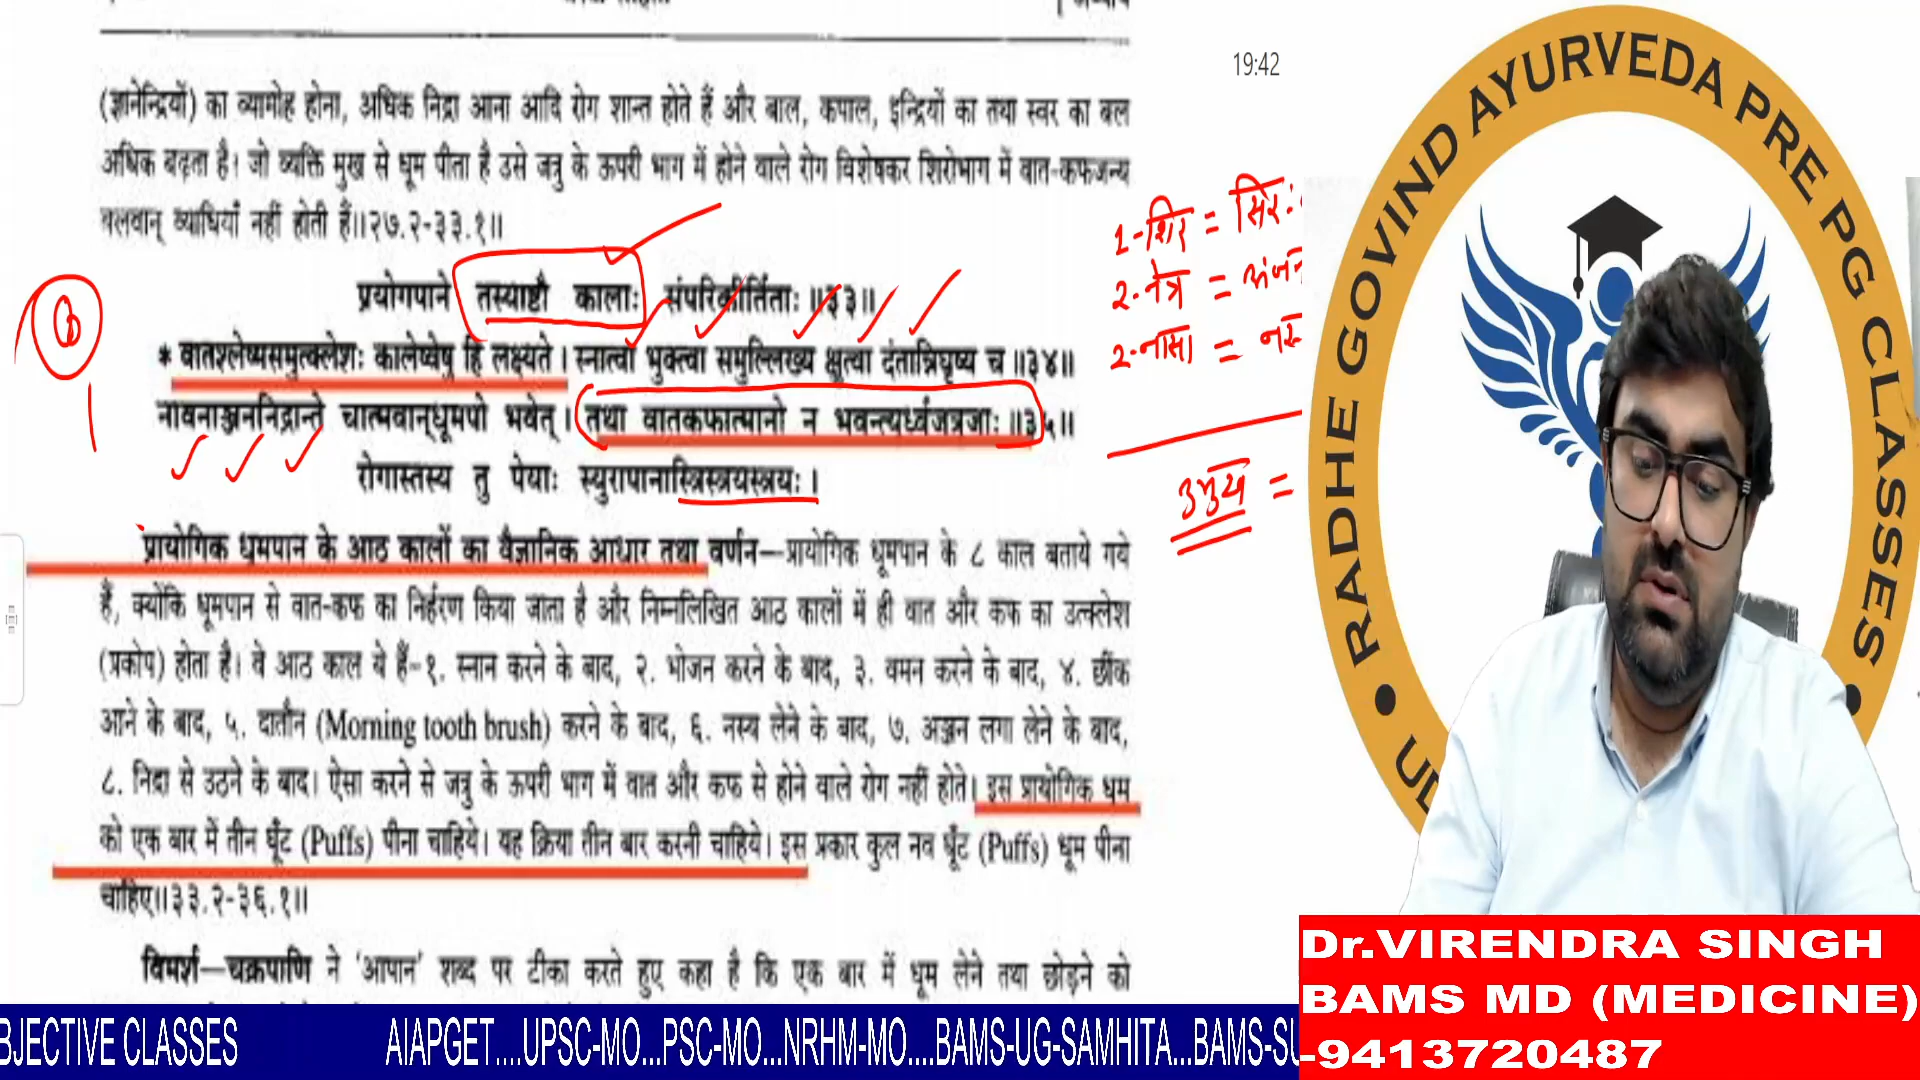 (ज्ञानेन्द्रियों) का व्यामोह होना, अधिक निद्रा आना आदि रोग शान्त होते हैं और बाल, कपाल, इन्द्रियों का तथा स्वर का बल
अधिक बढ़ता है। जो व्यक्ति मुख से धूम पीता है उसे जत्रु के ऊपरी भाग में होने वाले रोग विशेषकर शिरोभाग में वात-कफजन्य
बलवान् व्याधियाँ नहीं होती हैं॥२७.२-३३.१॥
प्रयोगपाने तस्याष्टौ कालाः संपरिकीर्तिताः ॥३३॥
* वातश्लेष्मसमुत्क्लेशः कालेष्वेषु हि लक्ष्यते। स्नात्वा भुक्त्वा समुल्लिख्य क्षुत्वा दंतान्निघृष्य च ॥३४॥
नावनाञ्जननिद्रान्ते चात्मवान्धूमपो भवेत्। तथा वातकफात्मानो न भवन्त्यर्ध्वजत्रजाः ॥३५॥
रोगास्तस्य तु पेयाः स्युरापानास्त्रिस्त्रयस्त्रयः।
प्रायोगिक धूमपान के आठ कालों का वैज्ञानिक आधार तथा वर्णन—प्रायोगिक धूमपान के ८ काल बताये गये
हैं, क्योंकि धूमपान से वात-कफ का निर्हरण किया जाता है और निम्नलिखित आठ कालों में ही वात और कफ का उत्क्लेश
(प्रकोप) होता है। वे आठ काल ये हैं-१. स्नान करने के बाद, २. भोजन करने के बाद, ३. वमन करने के बाद, ४. छींक
आने के बाद, ५. दातौन (Morning tooth brush) करने के बाद, ६. नस्य लेने के बाद, ७. अञ्जन लगा लेने के बाद,
८. निद्रा से उठने के बाद। ऐसा करने से जत्रु के ऊपरी भाग में वात और कफ से होने वाले रोग नहीं होते। इस प्रायोगिक धूम
को एक बार में तीन घूँट (Puffs) पीना चाहिये। यह क्रिया तीन बार करनी चाहिये। इस प्रकार कुल नव घूँट (Puffs) धूम पीना
चाहिए॥३३.२-३६.१॥
विमर्श—चक्रपाणि ने 'आपान' शब्द पर टीका करते हुए कहा है कि एक बार में धूम लेने तथा छोड़ने को
19:42
1-शिर = सिर:
2-नेत्र = अंजन
2-नासा = नस्
उभय =
RADHE GOVIND AYURVEDA PRE PG CLASSES
UD
Dr.VIRENDRA SINGH
BAMS MD (MEDICINE)
-9413720487
BJECTIVE CLASSES AIAPGET....UPSC-MO...PSC-MO...NRHM-MO....BAMS-UG-SAMHITA...BAMS-SU